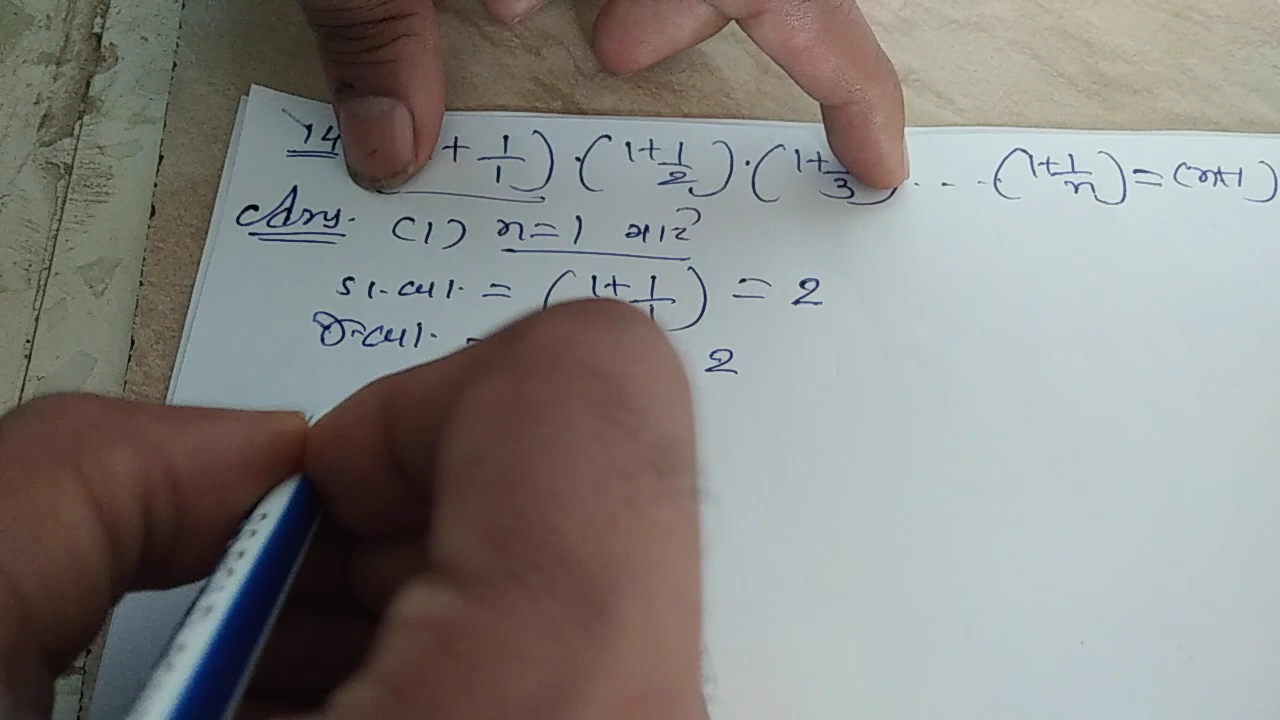 14 + 1/1) · (1+1/2) · (1+1/3) ... (1+1/n) = (n+1)
Ans. (1) n=1 માટે
ડા.બા. = (1+1/1) = 2
જ.બા. = 2